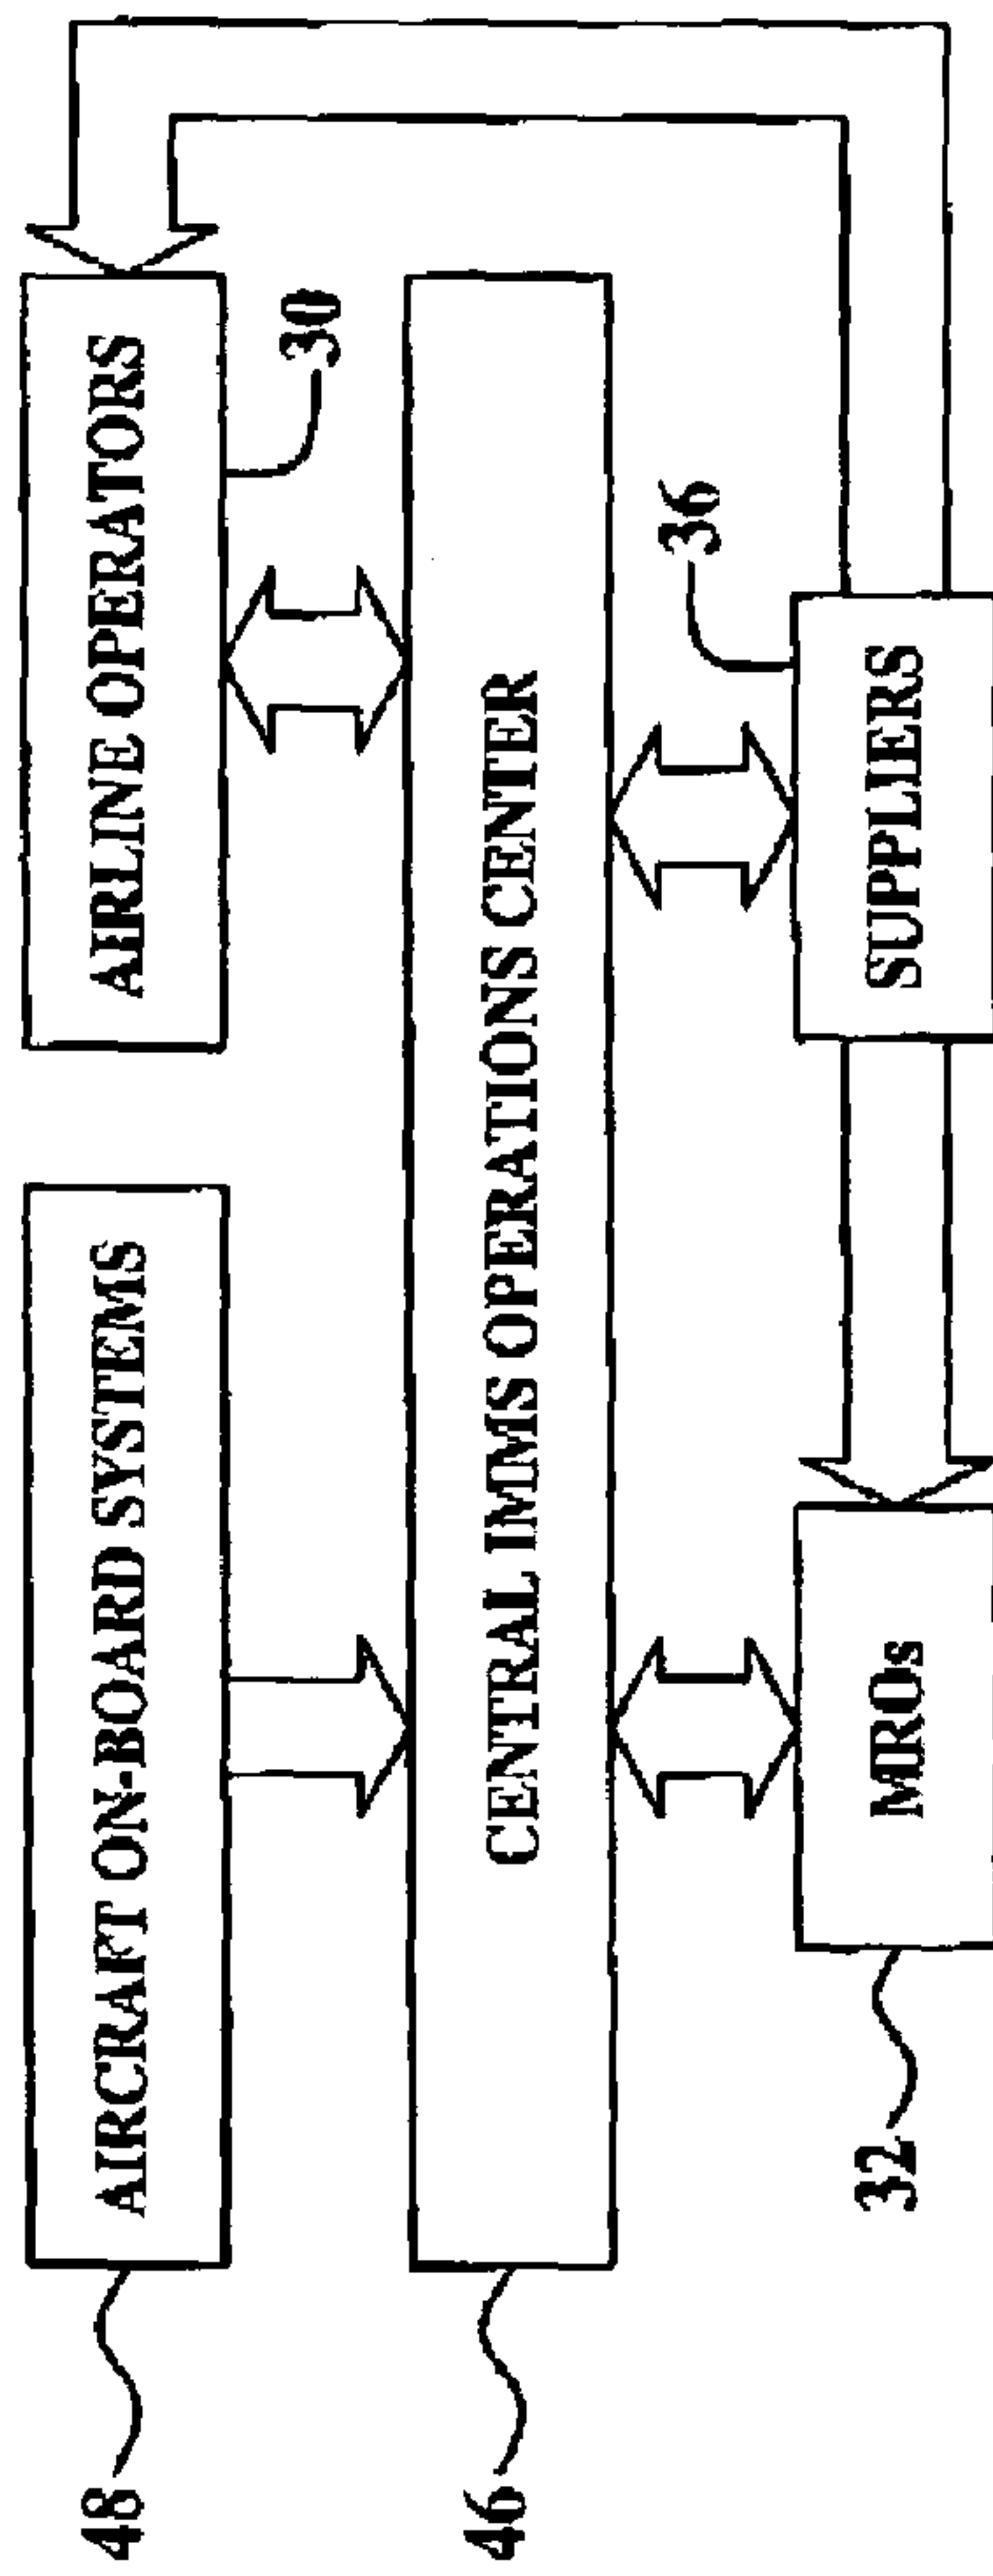 48
AIRCRAFT ON-BOARD SYSTEMS
AIRLINE OPERATORS
30
46
CENTRAL IMMS OPERATIONS CENTER
36
32
MROs
SUPPLIERS